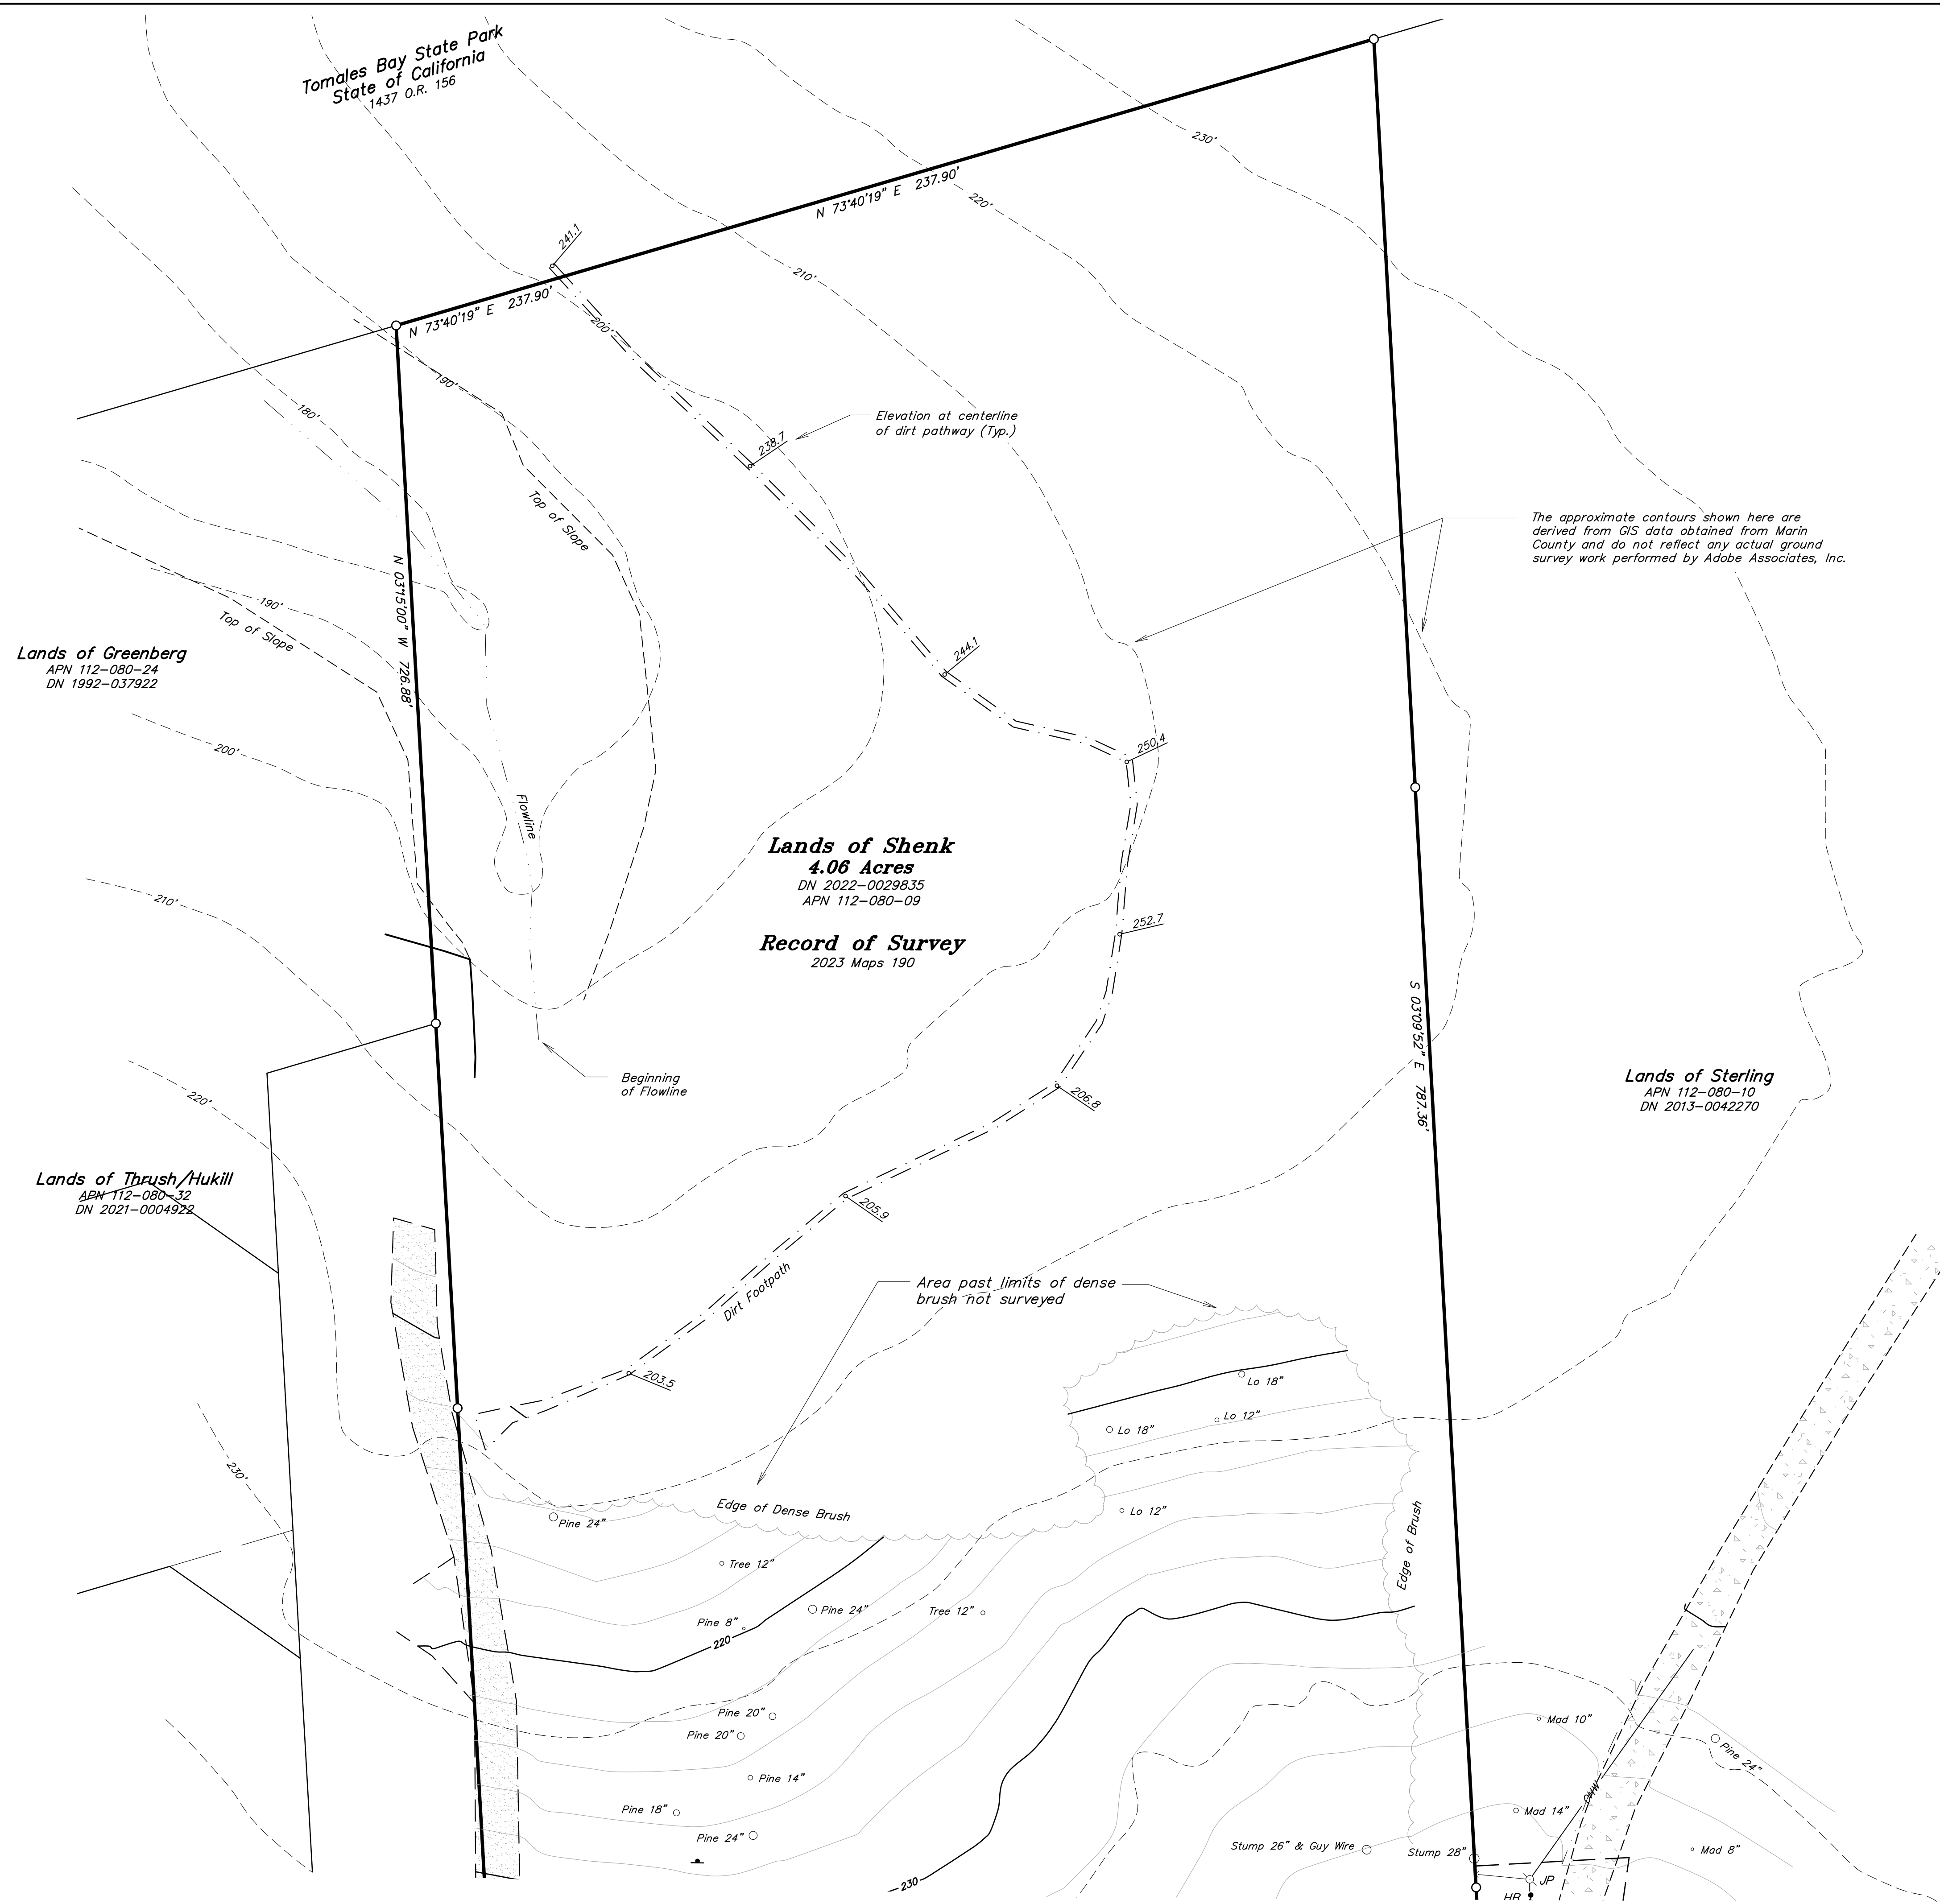 Tomales Bay State Park
State of California
1437 O.R. 156
230'
N 73°40'19" E 237.90'
220'
241.1
210'
N 73°40'19" E 237.90'
200'
190'
180'
Elevation at centerline
of dirt pathway (Typ.)
238.7
Top of Slope
The approximate contours shown here are
derived from GIS data obtained from Marin
County and do not reflect any actual ground
survey work performed by Adobe Associates, Inc.
N 03°15'00" W 726.88'
190'
Top of Slope
Lands of Greenberg
APN 112-080-24
DN 1992-037922
244.1
200'
250.4
Flowline
Lands of Shenk
4.06 Acres
DN 2022-0029835
APN 112-080-09
210'
252.7
Record of Survey
2023 Maps 190
S 03°09'52" E 787.36'
Beginning
of Flowline
220'
206.8
Lands of Sterling
APN 112-080-10
DN 2013-0042270
Lands of Thrush/Hukill
APN 112-080-32
DN 2021-0004922
205.9
Dirt Footpath
Area past limits of dense
brush not surveyed
203.5
Lo 18"
Lo 12"
Lo 18"
230'
Edge of Dense Brush
Pine 24"
Lo 12"
Edge of Brush
Tree 12"
Pine 24"
Tree 12"
Pine 8"
220
Pine 20"
Pine 20"
Mad 10"
Pine 24"
Pine 14"
OHW
Pine 18"
Mad 14"
Pine 24"
Stump 26" & Guy Wire
Stump 28"
Mad 8"
JP
230
HB